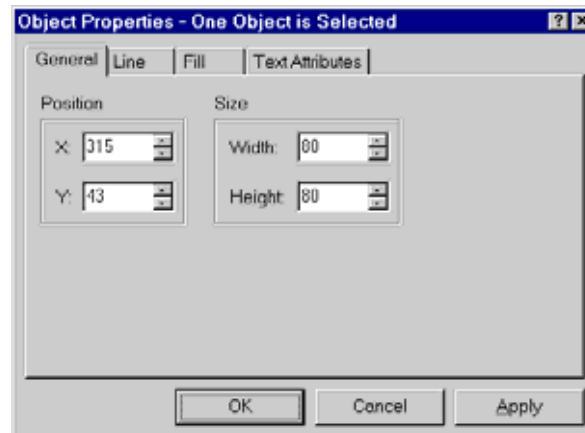 Object Properties - One Object is Selected
General Line Fill Text Attributes
Position Size
X: 315 Width: 80
Y: 43 Height: 80
OK Cancel Apply